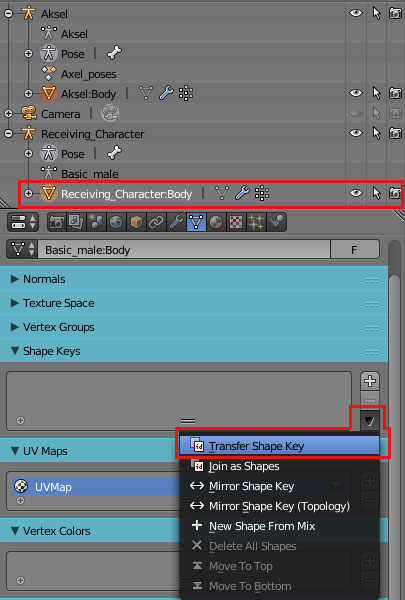 Aksel
Aksel
Pose
Axel_poses
Aksel:Body
Camera
Receiving_Character
Pose
Basic_male
Receiving_Character:Body
Basic_male:Body F
Normals
Texture Space
Vertex Groups
Shape Keys
Transfer Shape Key
UV Maps
Join as Shapes
UVMap
Mirror Shape Key
Mirror Shape Key (Topology)
Vertex Colors
New Shape From Mix
Delete All Shapes
Move To Top
Move To Bottom